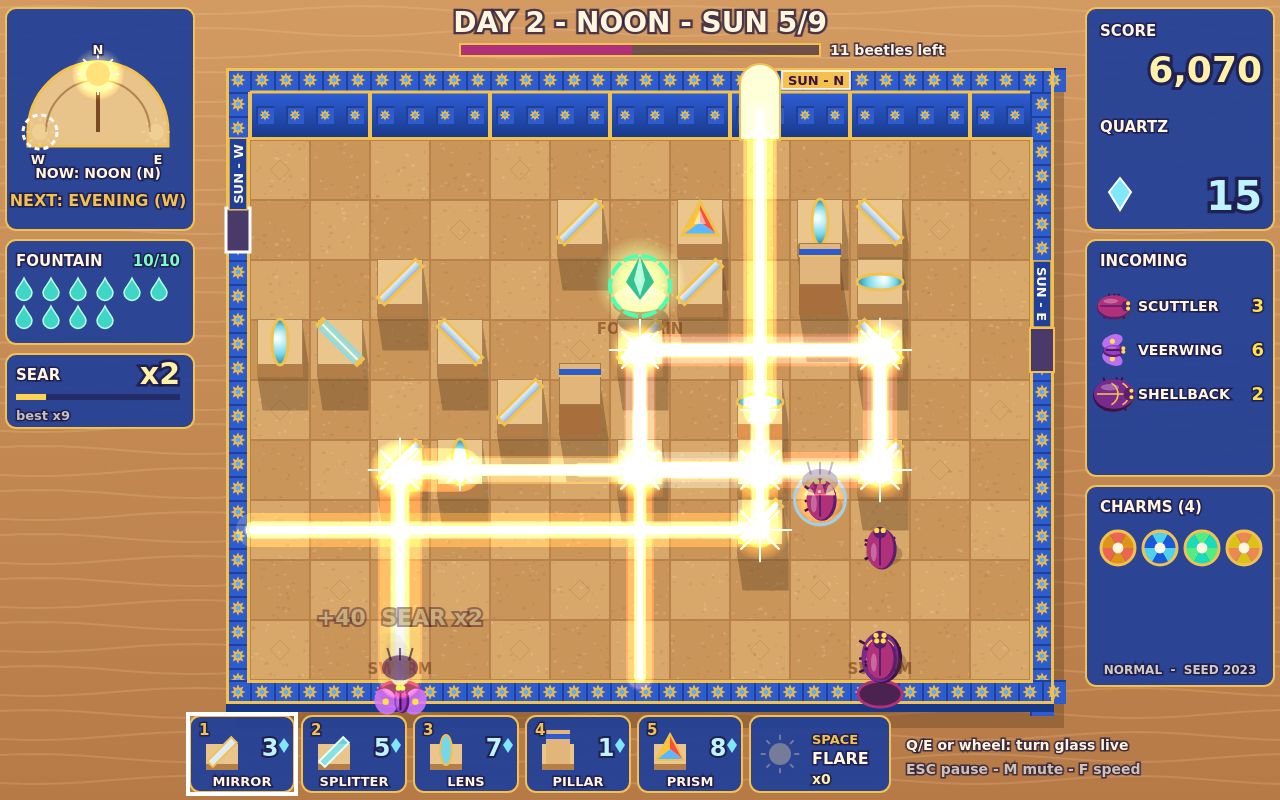 DAY 2 - NOON - SUN 5/9
11 beetles left
N
W
E
NOW: NOON (N)
NEXT: EVENING (W)
FOUNTAIN 10/10
SEAR x2
best x9
SUN - N
SUN - W
SUN - E
+40 SEAR x2
SCORE
6,070
QUARTZ
15
INCOMING
SCUTTLER 3
VEERWING 6
SHELLBACK 2
CHARMS (4)
NORMAL - SEED 2023
1 3 MIRROR
2 5 SPLITTER
3 7 LENS
4 1 PILLAR
5 8 PRISM
SPACE
FLARE
x0
Q/E or wheel: turn glass live
ESC pause - M mute - F speed